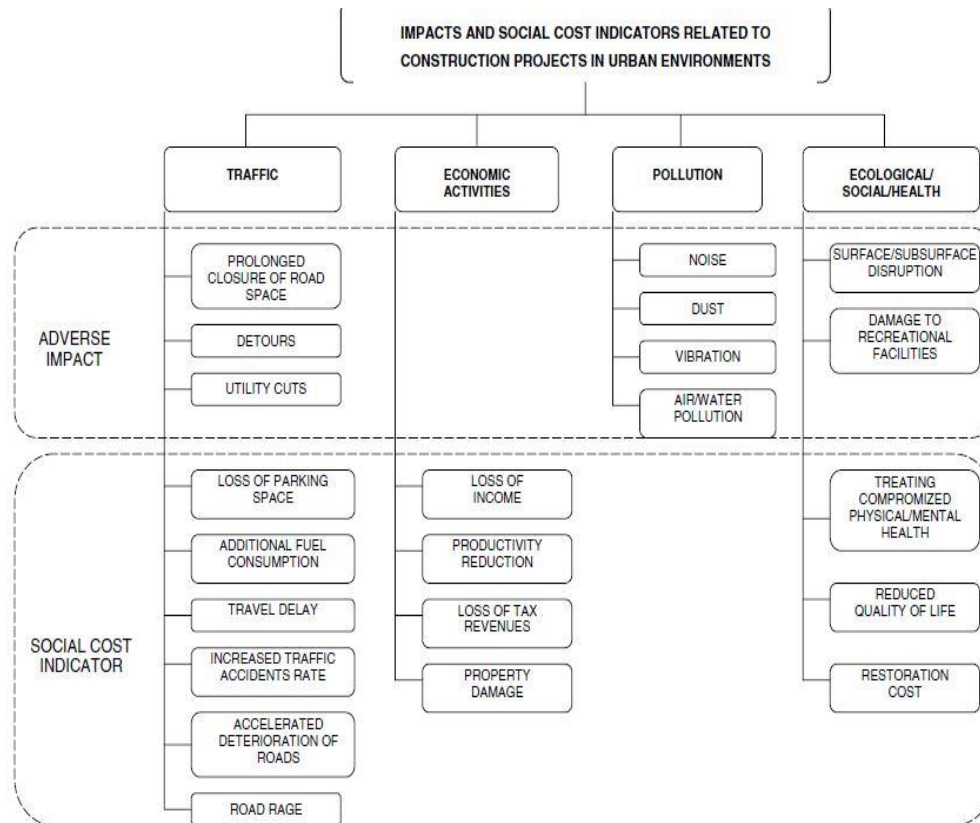 IMPACTS AND SOCIAL COST INDICATORS RELATED TO
CONSTRUCTION PROJECTS IN URBAN ENVIRONMENTS
TRAFFIC
ECONOMIC
ACTIVITIES
POLLUTION
ECOLOGICAL/
SOCIAL/HEALTH
ADVERSE
IMPACT
PROLONGED
CLOSURE OF ROAD
SPACE
DETOURS
UTILITY CUTS
NOISE
DUST
VIBRATION
AIR/WATER
POLLUTION
SURFACE/SUBSURFACE
DISRUPTION
DAMAGE TO
RECREATIONAL
FACILITIES
SOCIAL COST
INDICATOR
LOSS OF PARKING
SPACE
ADDITIONAL FUEL
CONSUMPTION
TRAVEL DELAY
INCREASED TRAFFIC
ACCIDENTS RATE
ACCELERATED
DETERIORATION OF
ROADS
ROAD RAGE
LOSS OF
INCOME
PRODUCTIVITY
REDUCTION
LOSS OF TAX
REVENUES
PROPERTY
DAMAGE
TREATING
COMPROMIZED
PHYSICAL/MENTAL
HEALTH
REDUCED
QUALITY OF LIFE
RESTORATION
COST